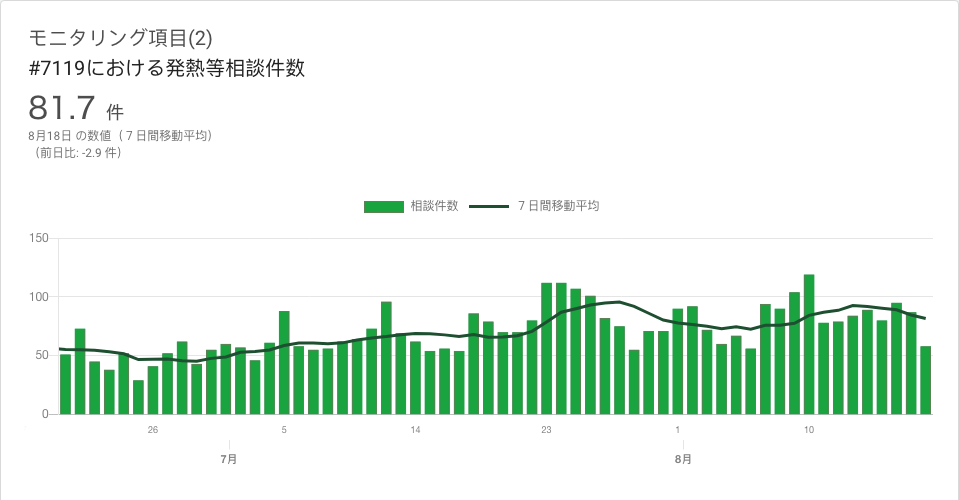 モニタリング項目(2)
#7119における発熱等相談件数
81.7 件
8月18日 の数値（７日間移動平均）
（前日比: -2.9 件）
相談件数 ７日間移動平均
150
100
50
0
26 5 14 23 1 10
7月 8月